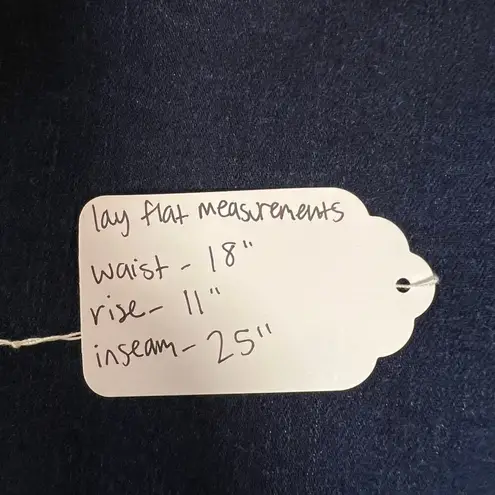 lay flat measurements
waist - 18"
rise - 11"
inseam - 25"